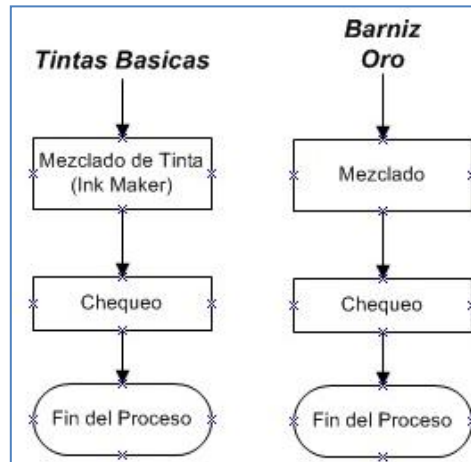 Tintas Basicas
Mezclado de Tinta
(Ink Maker)
Chequeo
Fin del Proceso
Barniz
Oro
Mezclado
Chequeo
Fin del Proceso